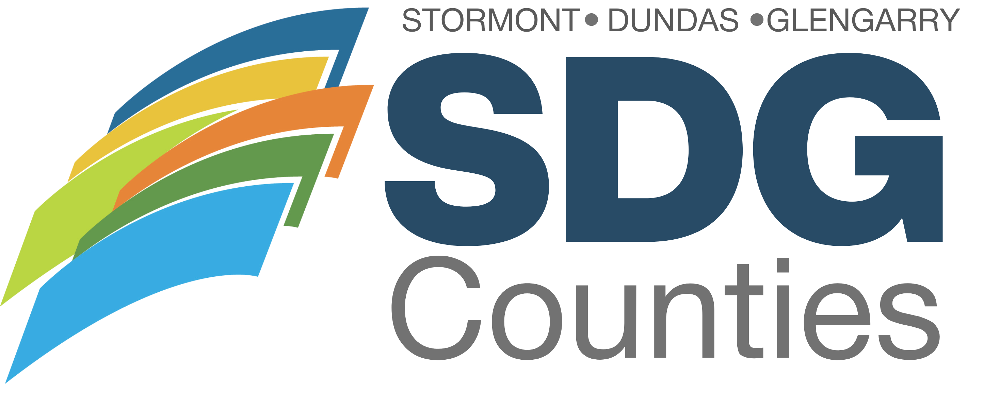 STORMONT • DUNDAS • GLENGARRY
SDG
Counties